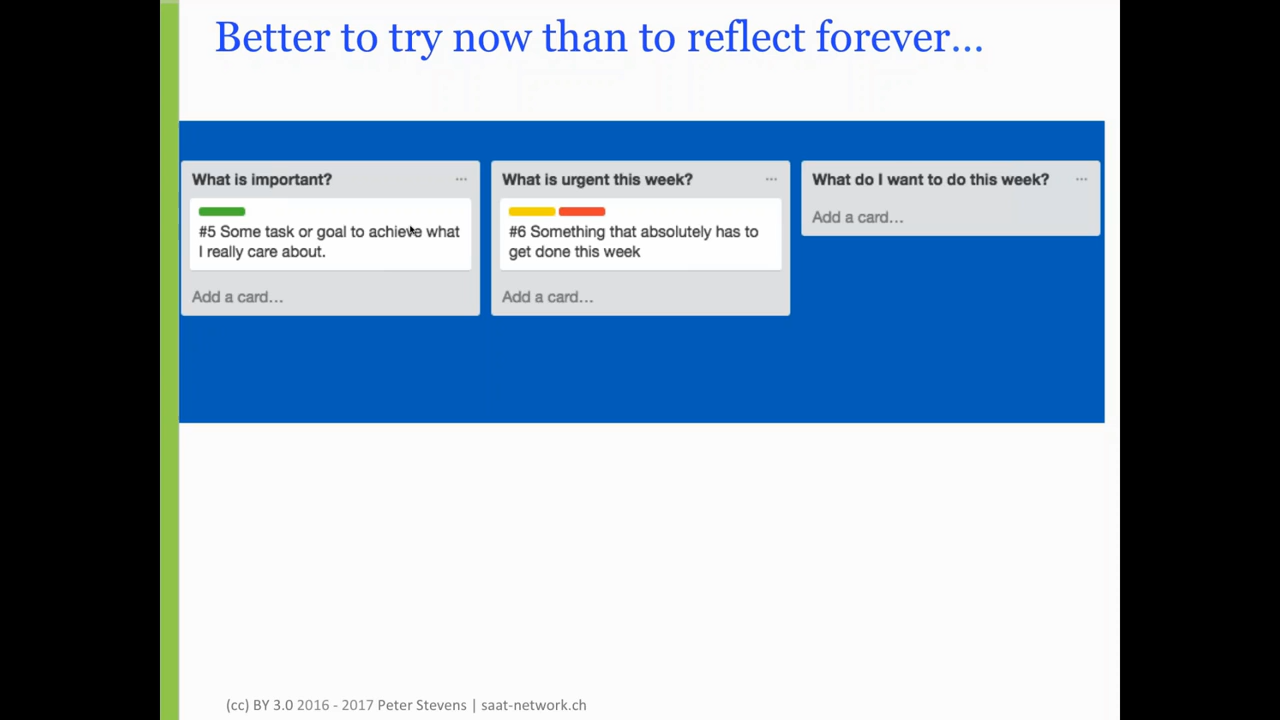 Better to try now than to reflect forever...
What is important?
#5 Some task or goal to achieve what
I really care about.
Add a card...
What is urgent this week?
#6 Something that absolutely has to
get done this week
Add a card...
What do I want to do this week?
Add a card...
(cc) BY 3.0 2016 - 2017 Peter Stevens | saat-network.ch